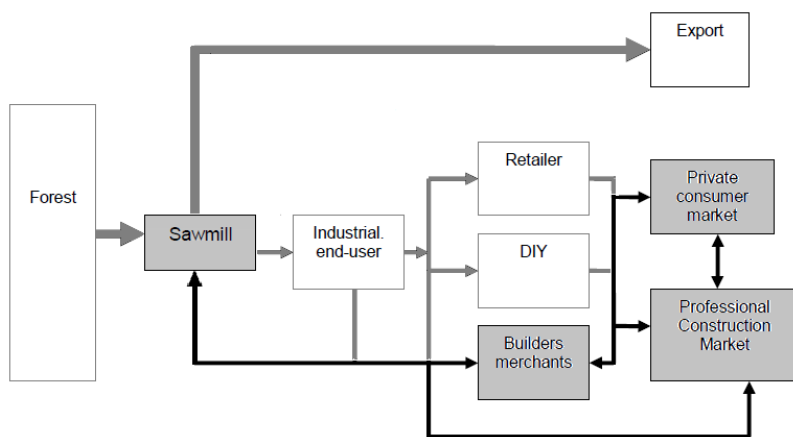 Export
Forest
Retailer
Private
consumer
market
Sawmill
Industrial.
end-user
DIY
Builders
merchants
Professional
Construction
Market